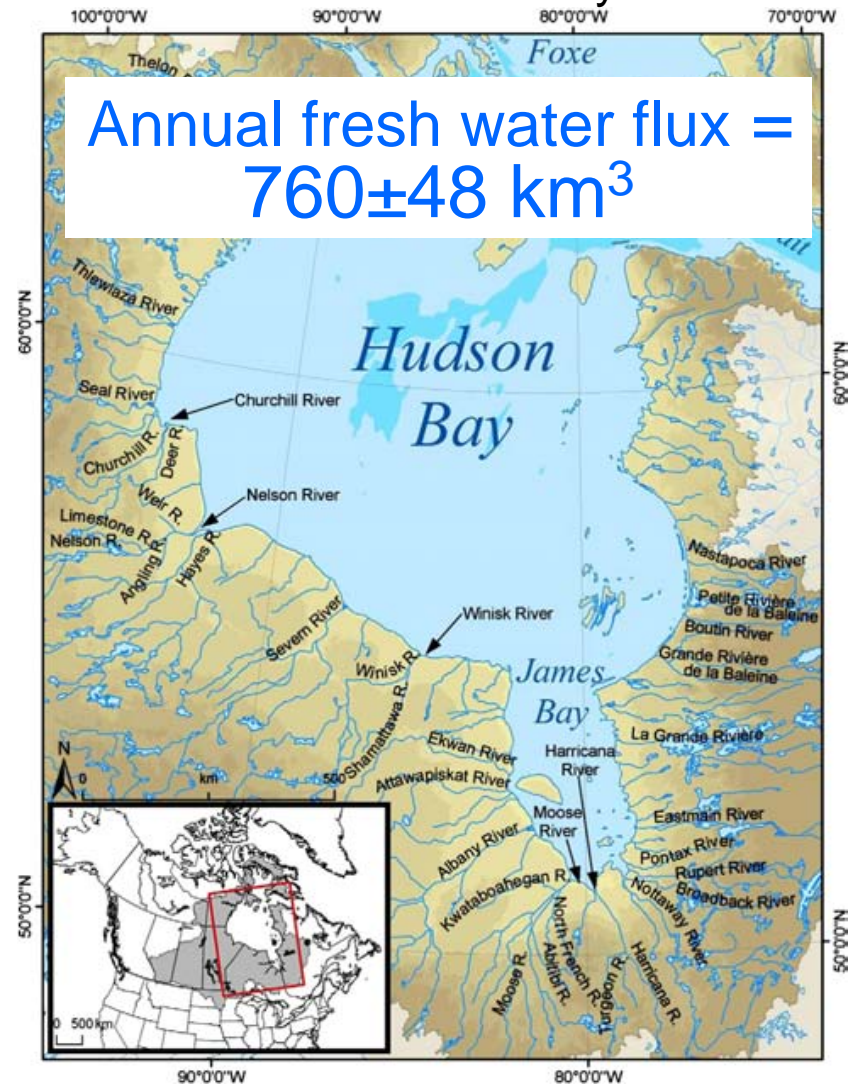 100°0'0"W
90°0'0"W
80°0'0"W
70°0'0"W
Foxe
Thelon
Annual fresh water flux =
760±48 km³
Thlewiaza River
60°0'0"N
60°0'0"N
Hudson
Bay
Seal River
Churchill River
Churchill R.
Deer R.
Weir R.
Nelson River
Limestone R.
Nelson R.
Angling R.
Hayes R.
Nastapoca River
Petite Rivière
de la Baleine
Boutin River
Grande Rivière
de la Baleine
Severn River
Winisk River
Winisk R.
Shamattawa R.
James
Bay
La Grande Rivière
Ekwan River
Harricana
River
Attawapiskat River
N
0 km 500
Moose
River
Eastmain River
Albany River
Pontax River
Rupert River
Broadback River
Kwataboahegan R.
Nottaway River
50°0'0"N
50°0'0"N
Moose R.
North French R.
Abitibi R.
Turgeon R.
Harricana R.
0 500 km
90°0'0"W
80°0'0"W